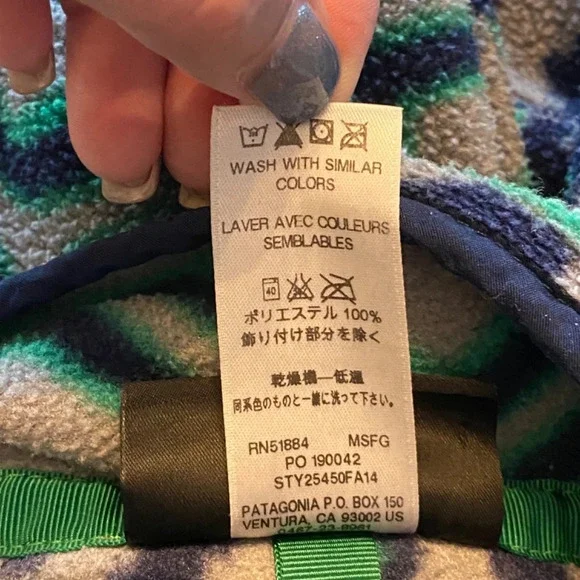 WASH WITH SIMILAR
COLORS
LAVER AVEC COULEURS
SEMBLABLES
40
ポリエステル 100%
飾り付け部分を除く
乾燥機—低温
同系色のものと一緒に洗って下さい。
RN51884 MSFG
PO 190042
STY25450FA14
PATAGONIA P.O. BOX 150
VENTURA, CA 93002 US